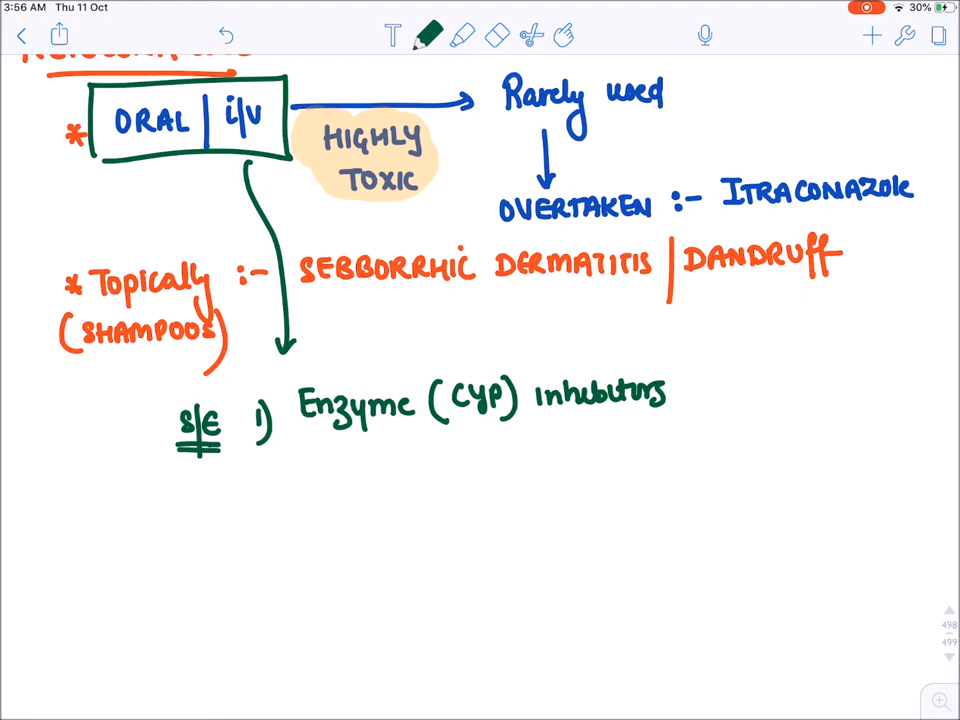 3:56 AM Thu 11 Oct 30%
T
* ORAL | i/v Rarely used
HIGHLY
TOXIC
OVERTAKEN :- ITRACONAZOLE
* Topically :- SEBBORRHIC DERMATITIS | DANDRUFF
(SHAMPOOS)
S/E 1) Enzyme (CYP) inhibitors
498
499